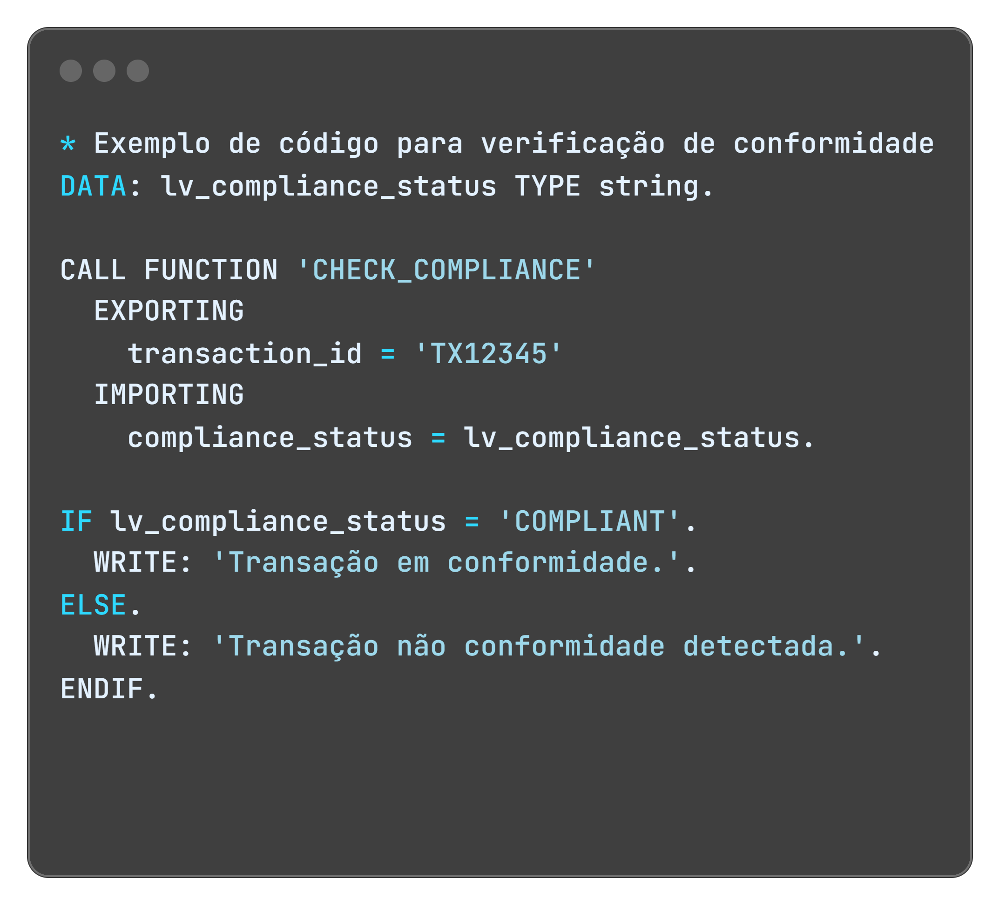 * Exemplo de código para verificação de conformidade
DATA: lv_compliance_status TYPE string.
CALL FUNCTION 'CHECK_COMPLIANCE'
  EXPORTING
    transaction_id = 'TX12345'
  IMPORTING
    compliance_status = lv_compliance_status.
IF lv_compliance_status = 'COMPLIANT'.
  WRITE: 'Transação em conformidade.'.
ELSE.
  WRITE: 'Transação não conformidade detectada.'.
ENDIF.